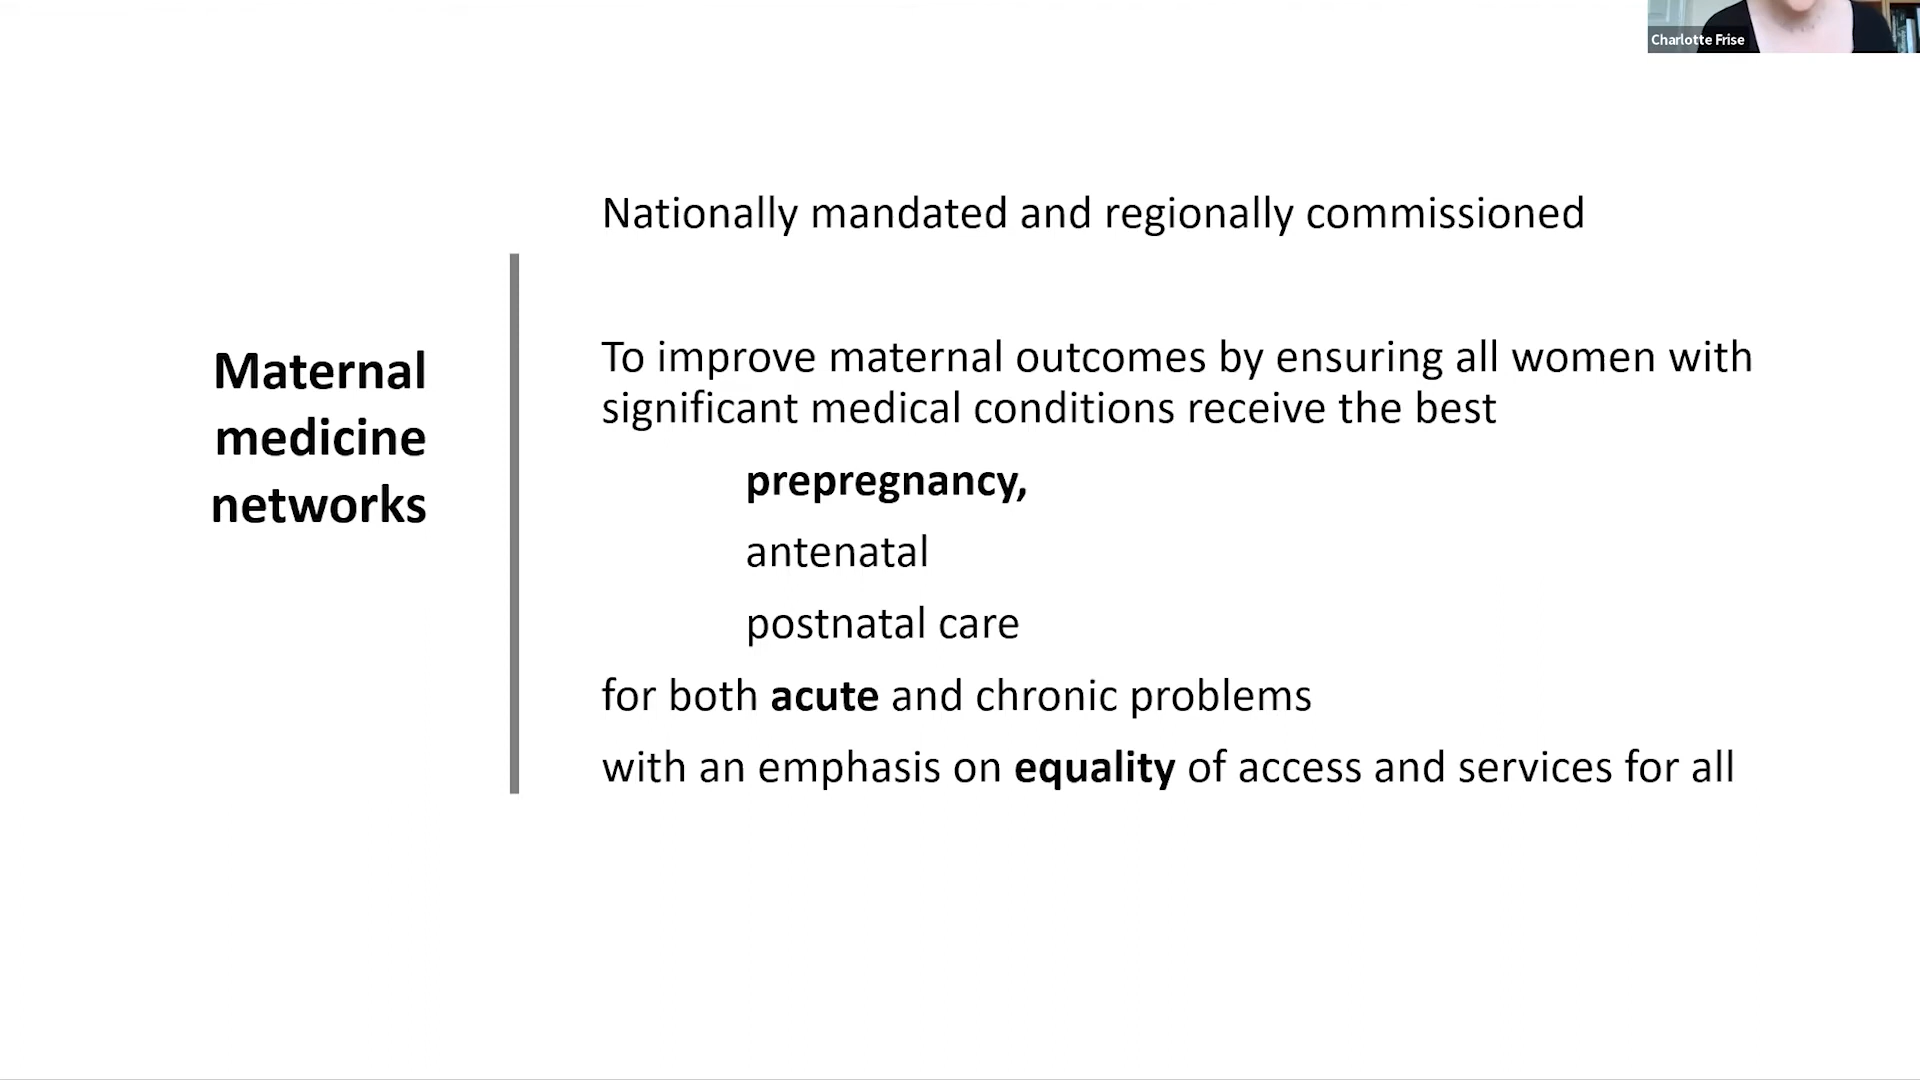 Charlotte Frise
Maternal
medicine
networks
Nationally mandated and regionally commissioned
To improve maternal outcomes by ensuring all women with
significant medical conditions receive the best
prepregnancy,
antenatal
postnatal care
for both acute and chronic problems
with an emphasis on equality of access and services for all